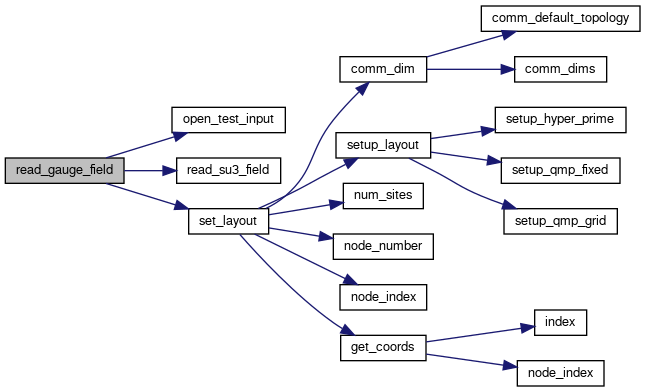 read_gauge_field
open_test_input
read_su3_field
set_layout
comm_dim
comm_default_topology
comm_dims
setup_layout
setup_hyper_prime
setup_qmp_fixed
setup_qmp_grid
num_sites
node_number
node_index
get_coords
index
node_index